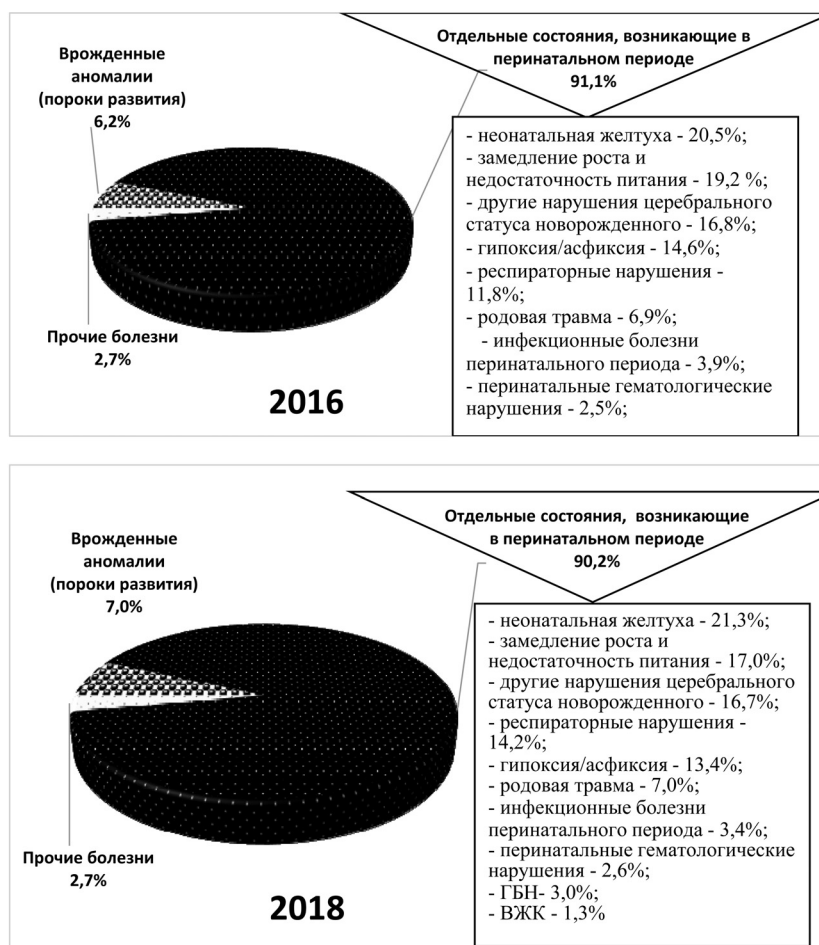 Врожденные
аномалии
(пороки развития)
6,2%
Отдельные состояния, возникающие в
перинатальном периоде
91,1%
- неонатальная желтуха - 20,5%;
- замедление роста и
недостаточность питания - 19,2 %;
- другие нарушения церебрального
статуса новорожденного - 16,8%;
- гипоксия/асфиксия - 14,6%;
- респираторные нарушения -
11,8%;
- родовая травма - 6,9%;
- инфекционные болезни
перинатального периода - 3,9%;
- перинатальные гематологические
нарушения - 2,5%;
Прочие болезни
2,7%
2016
Врожденные
аномалии
(пороки развития)
7,0%
Отдельные состояния, возникающие
в перинатальном периоде
90,2%
- неонатальная желтуха - 21,3%;
- замедление роста и
недостаточность питания - 17,0%;
- другие нарушения церебрального
статуса новорожденного - 16,7%;
- респираторные нарушения -
14,2%;
- гипоксия/асфиксия - 13,4%;
- родовая травма - 7,0%;
- инфекционные болезни
перинатального периода - 3,4%;
- перинатальные гематологические
нарушения - 2,6%;
- ГБН- 3,0%;
- ВЖК - 1,3%
Прочие болезни
2,7%
2018